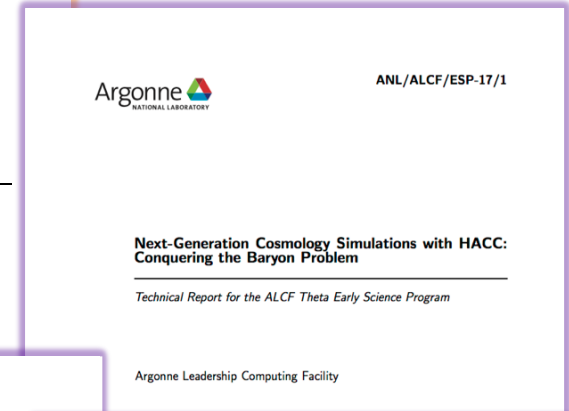 Argonne
NATIONAL LABORATORY
ANL/ALCF/ESP-17/1
Next-Generation Cosmology Simulations with HACC:
Conquering the Baryon Problem
Technical Report for the ALCF Theta Early Science Program
Argonne Leadership Computing Facility